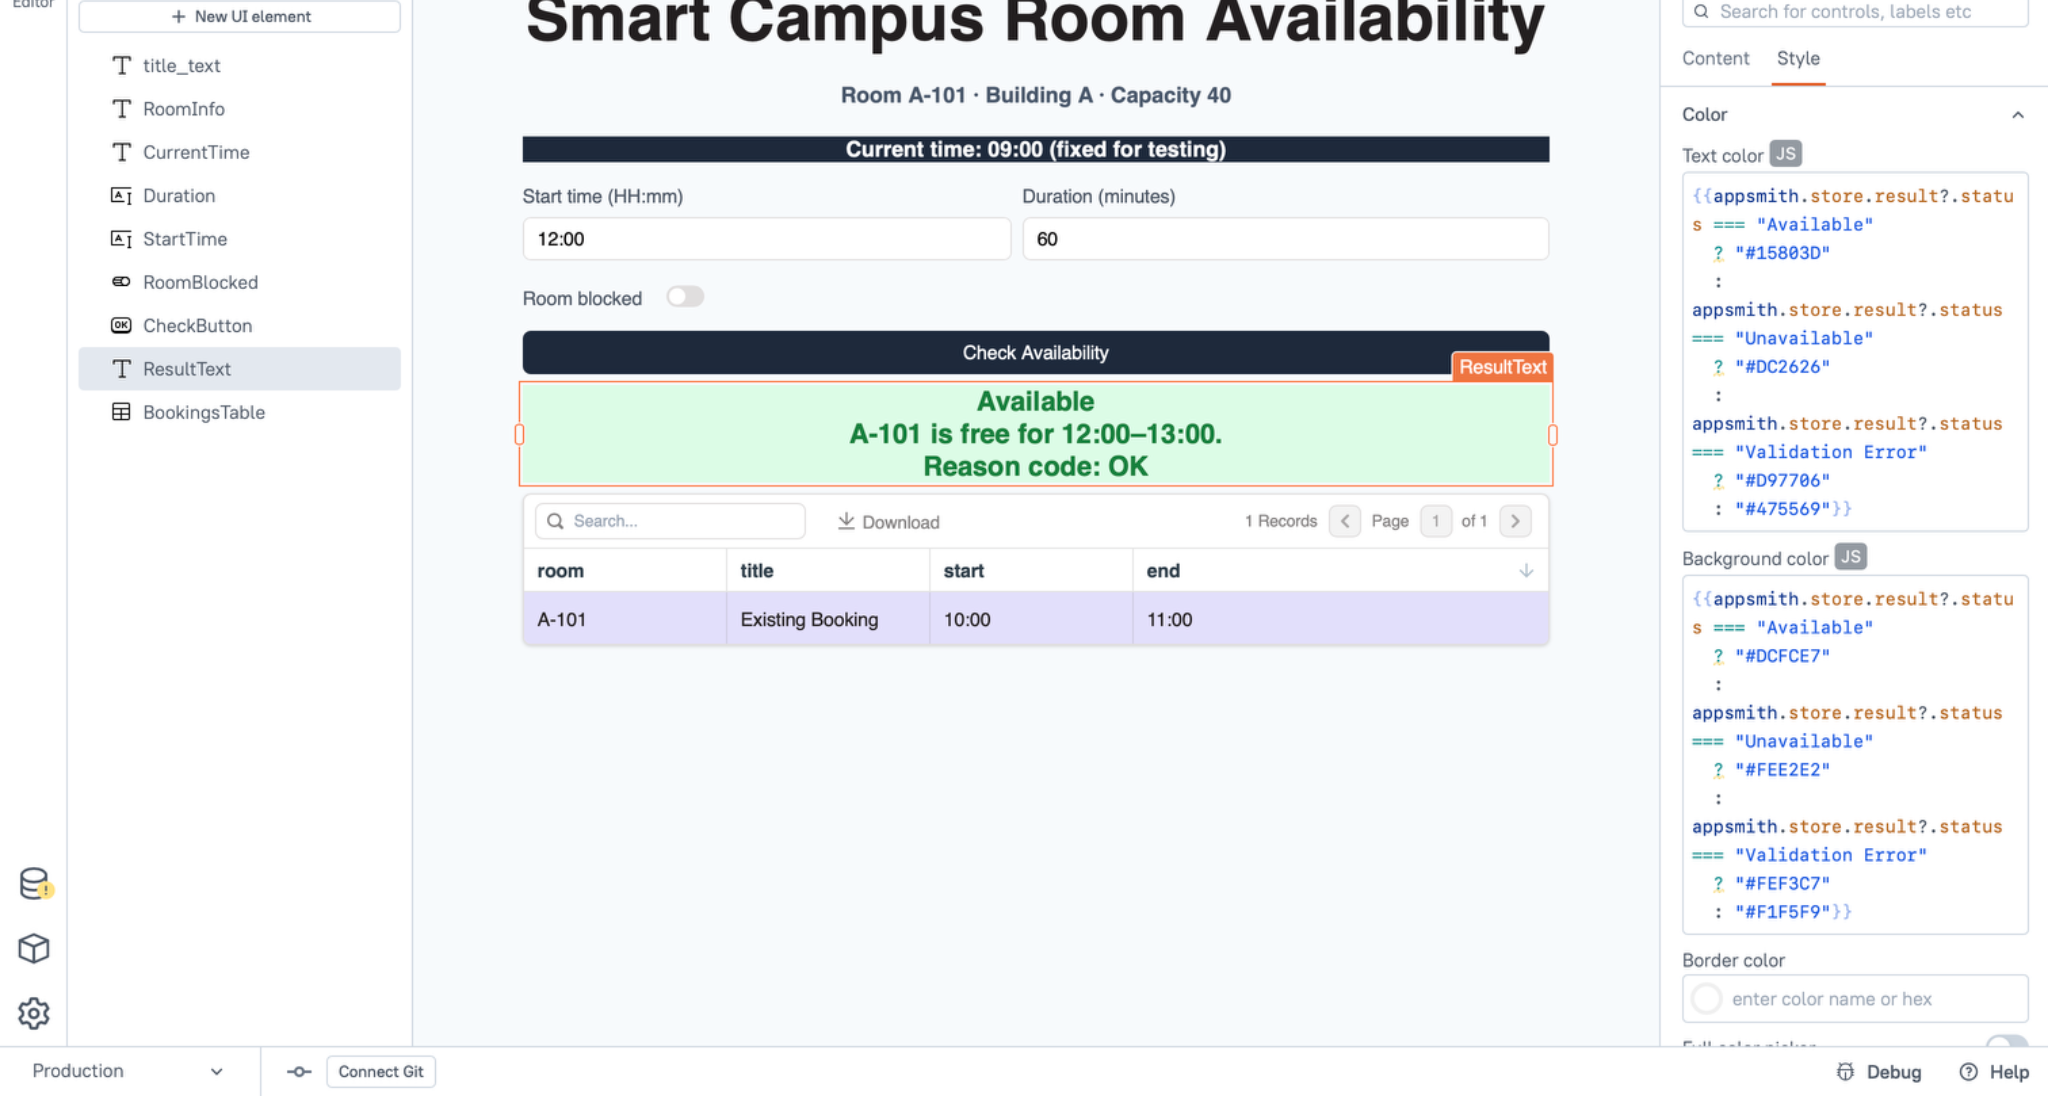 Editor
+ New UI element
title_text
RoomInfo
CurrentTime
Duration
StartTime
RoomBlocked
OK CheckButton
ResultText
BookingsTable
Production
Connect Git
Smart Campus Room Availability
Room A-101 · Building A · Capacity 40
Current time: 09:00 (fixed for testing)
Start time (HH:mm)
Duration (minutes)
12:00
60
Room blocked
Check Availability
ResultText
Available
A-101 is free for 12:00–13:00.
Reason code: OK
Search...
Download
1 Records
Page 1 of 1
room title start end
A-101 Existing Booking 10:00 11:00
Search for controls, labels etc
Content Style
Color
Text color JS
{{appsmith.store.result?.statu
s === "Available"
? "#15803D"
:
appsmith.store.result?.status
=== "Unavailable"
? "#DC2626"
:
appsmith.store.result?.status
=== "Validation Error"
? "#D97706"
: "#475569"}}
Background color JS
{{appsmith.store.result?.statu
s === "Available"
? "#DCFCE7"
:
appsmith.store.result?.status
=== "Unavailable"
? "#FEE2E2"
:
appsmith.store.result?.status
=== "Validation Error"
? "#FEF3C7"
: "#F1F5F9"}}
Border color
enter color name or hex
Debug
Help